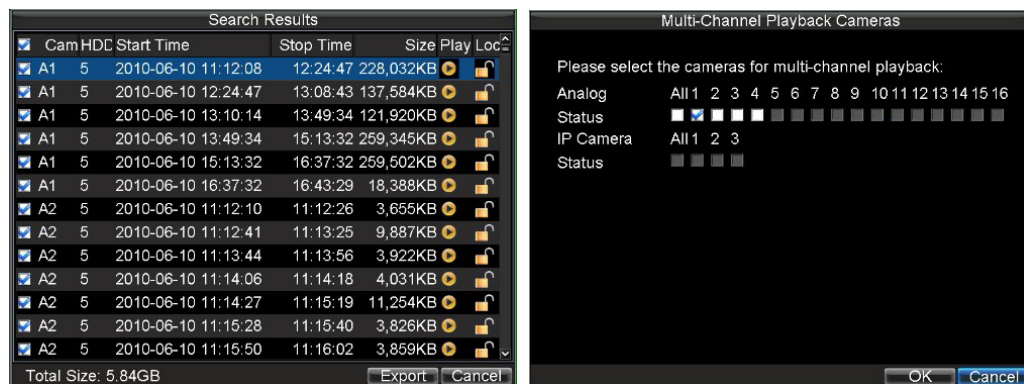 Search Results
Cam HDD Start Time Stop Time Size Play Loc
A1 5 2010-06-10 11:12:08 12:24:47 228,032KB
A1 5 2010-06-10 12:24:47 13:08:43 137,584KB
A1 5 2010-06-10 13:10:14 13:49:34 121,920KB
A1 5 2010-06-10 13:49:34 15:13:32 259,345KB
A1 5 2010-06-10 15:13:32 16:37:32 259,502KB
A1 5 2010-06-10 16:37:32 16:43:29 18,388KB
A2 5 2010-06-10 11:12:10 11:12:26 3,655KB
A2 5 2010-06-10 11:12:41 11:13:25 9,887KB
A2 5 2010-06-10 11:13:44 11:13:56 3,922KB
A2 5 2010-06-10 11:14:06 11:14:18 4,031KB
A2 5 2010-06-10 11:14:27 11:15:19 11,254KB
A2 5 2010-06-10 11:15:28 11:15:40 3,826KB
A2 5 2010-06-10 11:15:50 11:16:02 3,859KB
Total Size: 5.84GB Export Cancel
Multi-Channel Playback Cameras
Please select the cameras for multi-channel playback:
Analog All 1 2 3 4 5 6 7 8 9 10 11 12 13 14 15 16
Status
IP Camera All 1 2 3
Status
OK Cancel